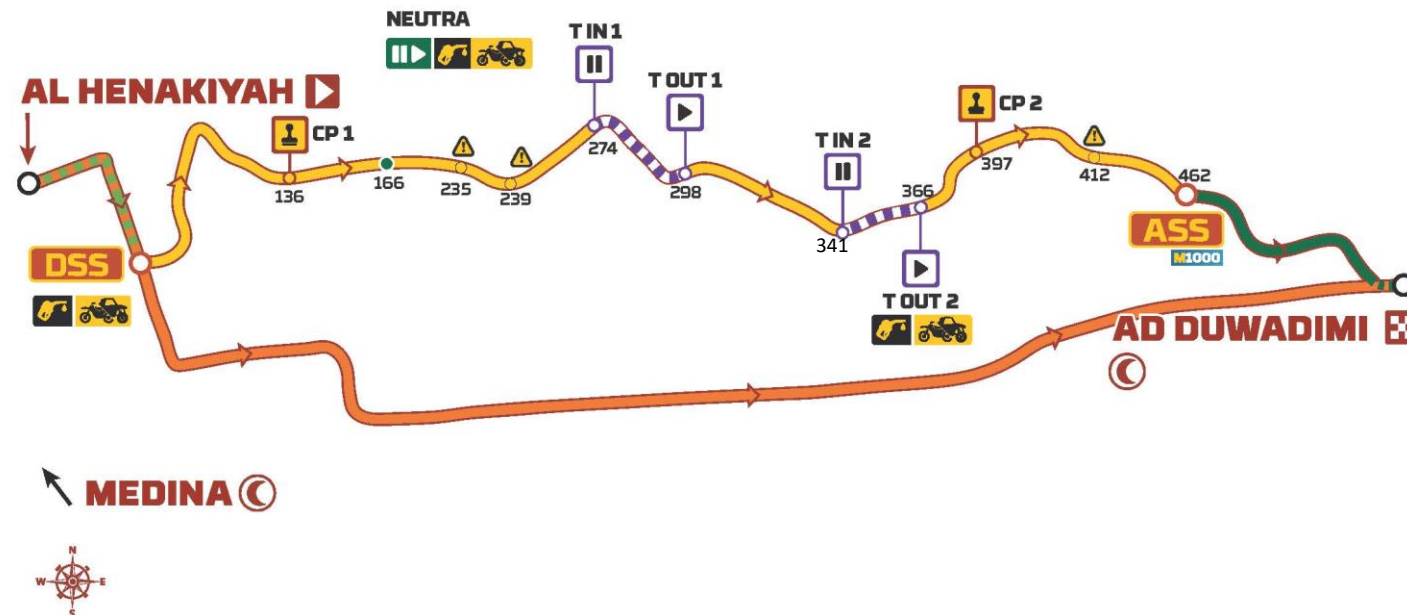 NEUTRA
T IN 1
T OUT 1
AL HENAKIYAH
CP 1
CP 2
T IN 2
136
166
235
239
274
298
341
366
397
412
462
DSS
ASS
M1000
T OUT 2
AD DUWADIMI
MEDINA
N
W
E
S